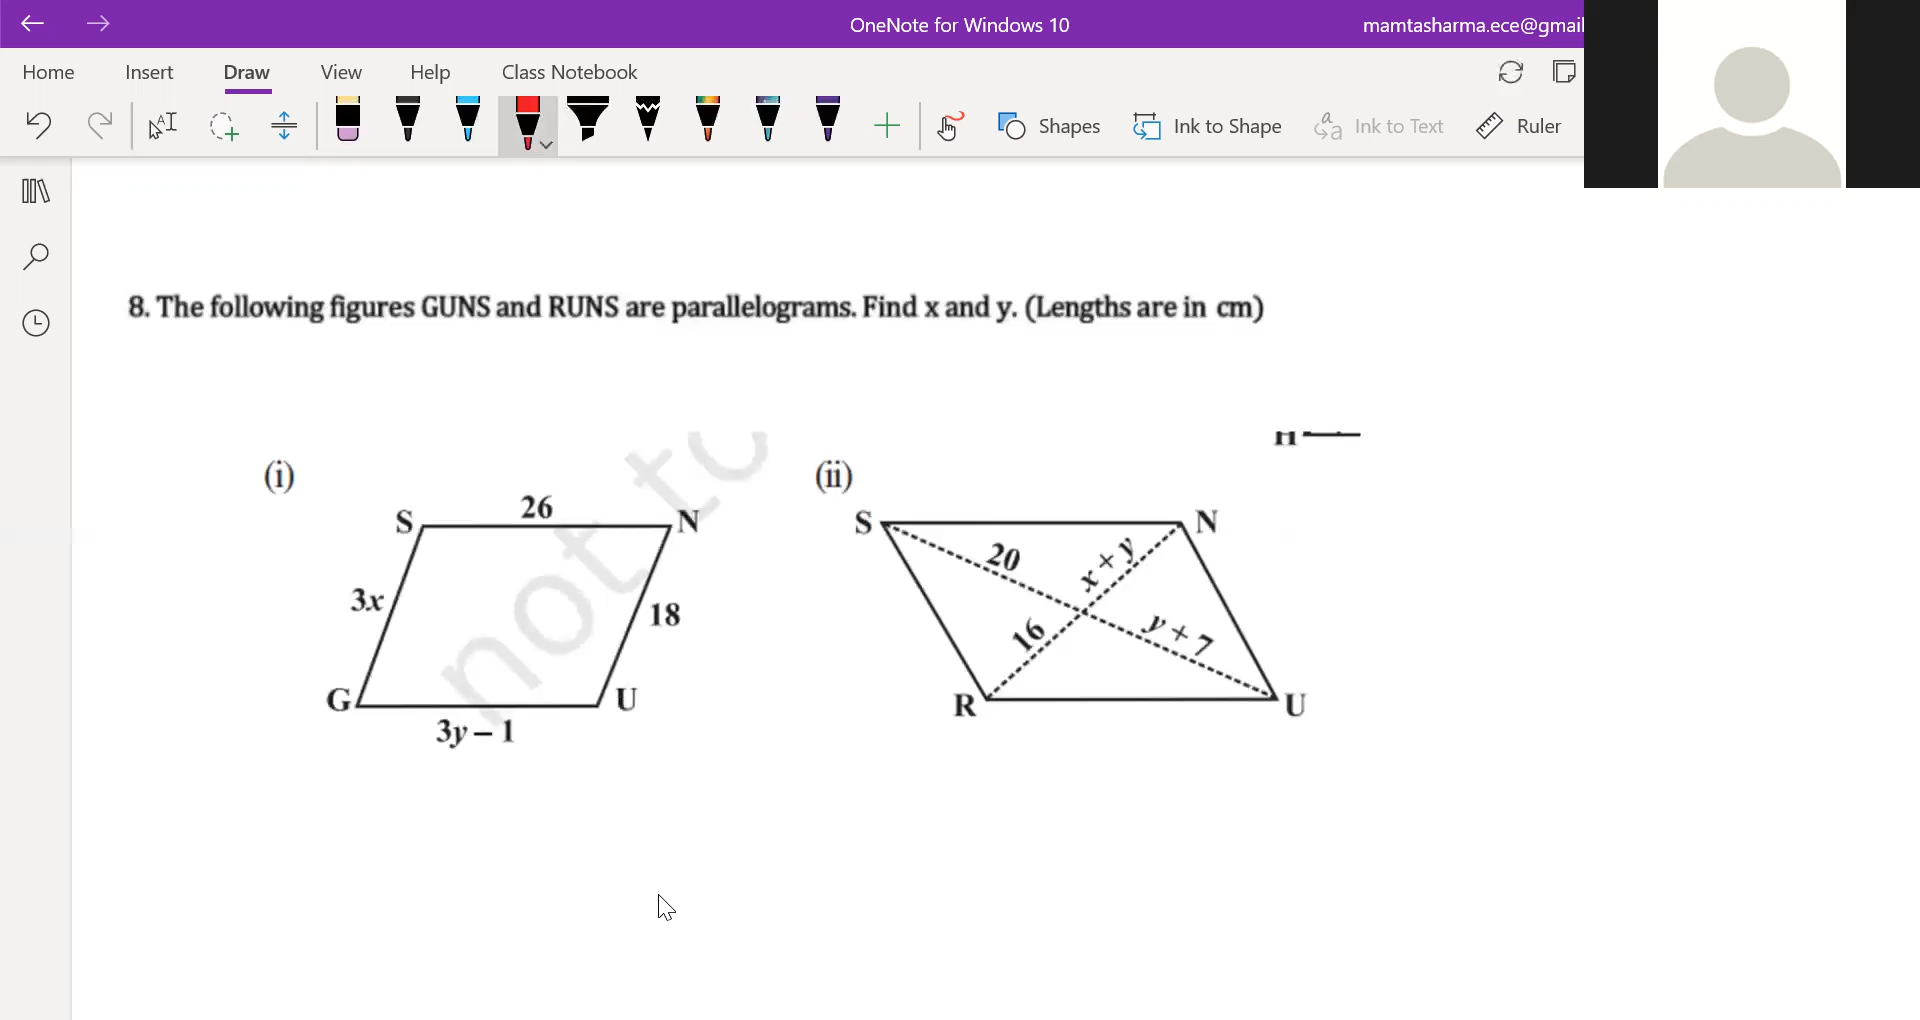 OneNote for Windows 10
mamtasharma.ece@gmail
Home Insert Draw View Help Class Notebook
Shapes Ink to Shape Ink to Text Ruler
8. The following figures GUNS and RUNS are parallelograms. Find x and y. (Lengths are in cm)
(i)
26
S N
3x
18
G U
3y – 1
not to
(ii)
S N
20
x + y
16
y + 7
R U